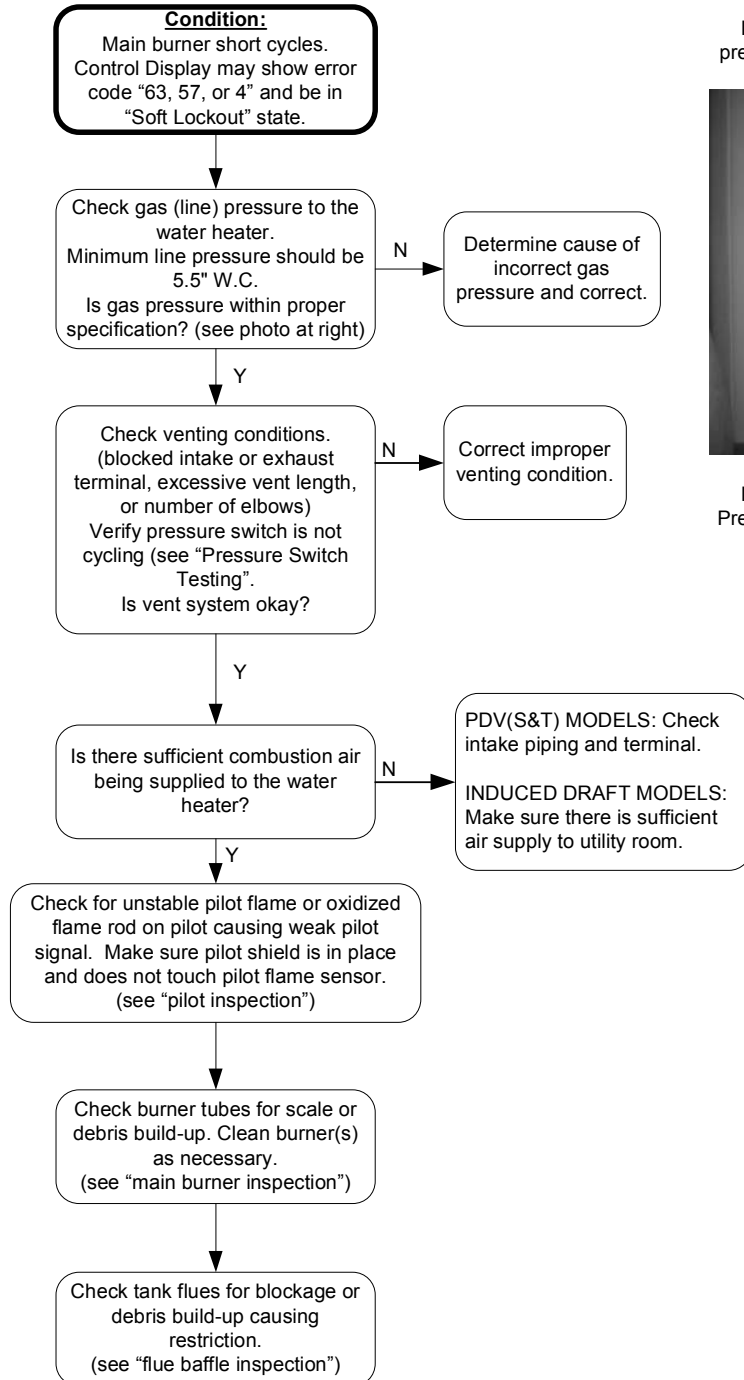 Condition:
Main burner short cycles.
Control Display may show error
code “63, 57, or 4” and be in
“Soft Lockout” state.
Check gas (line) pressure to the
water heater.
Minimum line pressure should be
5.5" W.C.
Is gas pressure within proper
specification? (see photo at right)
N
Determine cause of
incorrect gas
pressure and correct.
Y
Check venting conditions.
(blocked intake or exhaust
terminal, excessive vent length,
or number of elbows)
Verify pressure switch is not
cycling (see “Pressure Switch
Testing”.
Is vent system okay?
N
Correct improper
venting condition.
Y
Is there sufficient combustion air
being supplied to the water
heater?
N
PDV(S&T) MODELS: Check
intake piping and terminal.
INDUCED DRAFT MODELS:
Make sure there is sufficient
air supply to utility room.
Y
Check for unstable pilot flame or oxidized
flame rod on pilot causing weak pilot
signal. Make sure pilot shield is in place
and does not touch pilot flame sensor.
(see “pilot inspection”)
Check burner tubes for scale or
debris build-up. Clean burner(s)
as necessary.
(see “main burner inspection”)
Check tank flues for blockage or
debris build-up causing
restriction.
(see “flue baffle inspection”)